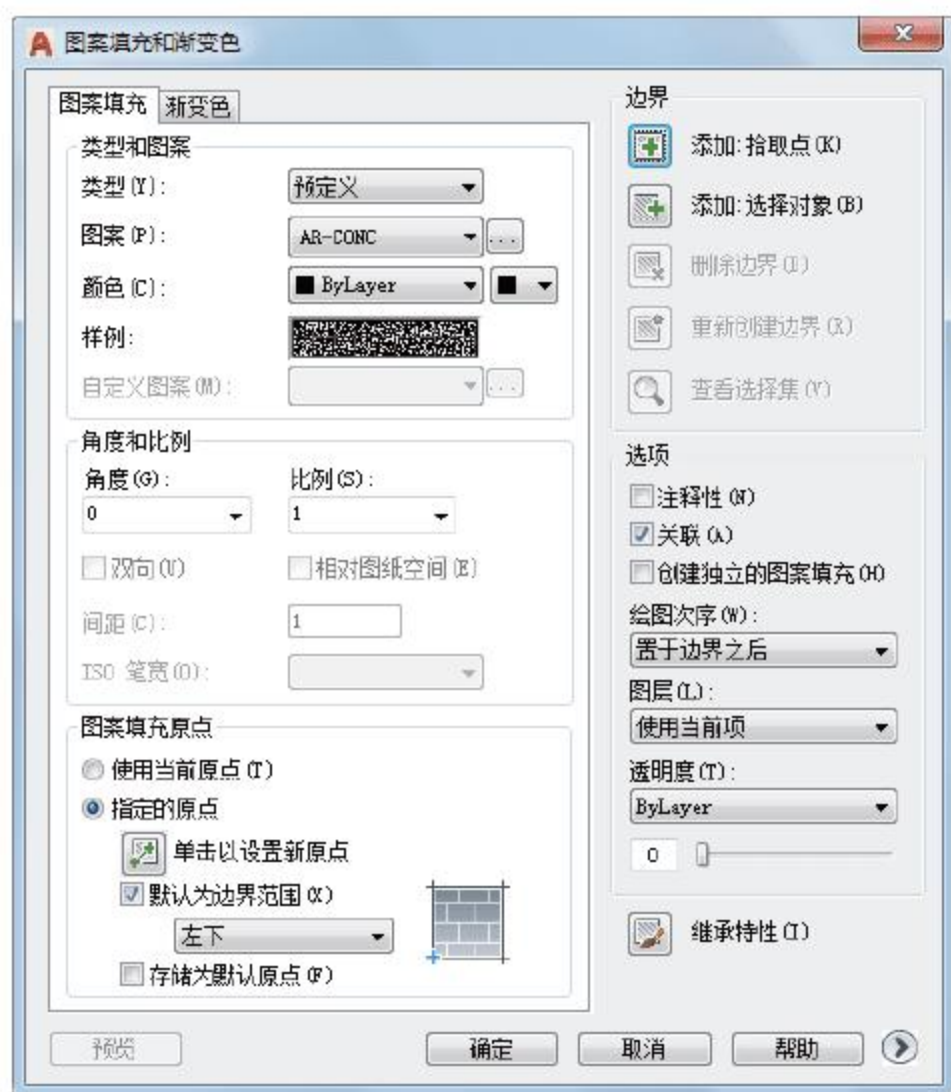 图案填充和渐变色
图案填充 渐变色
类型和图案
类型(Y):
预定义
图案(P):
AR-CONC
...
颜色(C):
ByLayer
样例:
自定义图案(M):
...
角度和比例
角度(G):
比例(S):
0
1
双向(U)
相对图纸空间(E)
间距(C):
1
ISO 笔宽(O):
图案填充原点
使用当前原点(T)
指定的原点
单击以设置新原点
默认为边界范围(X)
左下
存储为默认原点(F)
边界
添加:拾取点(K)
添加:选择对象(B)
删除边界(D)
重新创建边界(R)
查看选择集(V)
选项
注释性(N)
关联(A)
创建独立的图案填充(H)
绘图次序(W):
置于边界之后
图层(L):
使用当前项
透明度(T):
ByLayer
0
继承特性(I)
预览
确定
取消
帮助